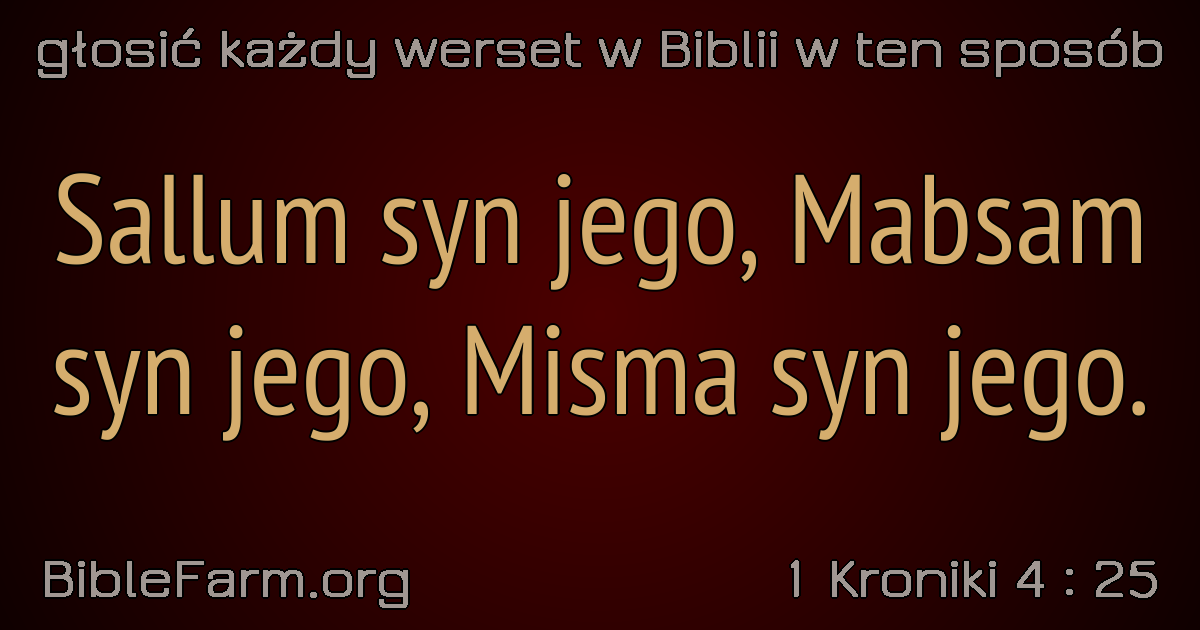 głosić każdy werset w Biblii w ten sposób
Sallum syn jego, Mabsam
syn jego, Misma syn jego.
BibleFarm.org
1 Kroniki 4 : 25